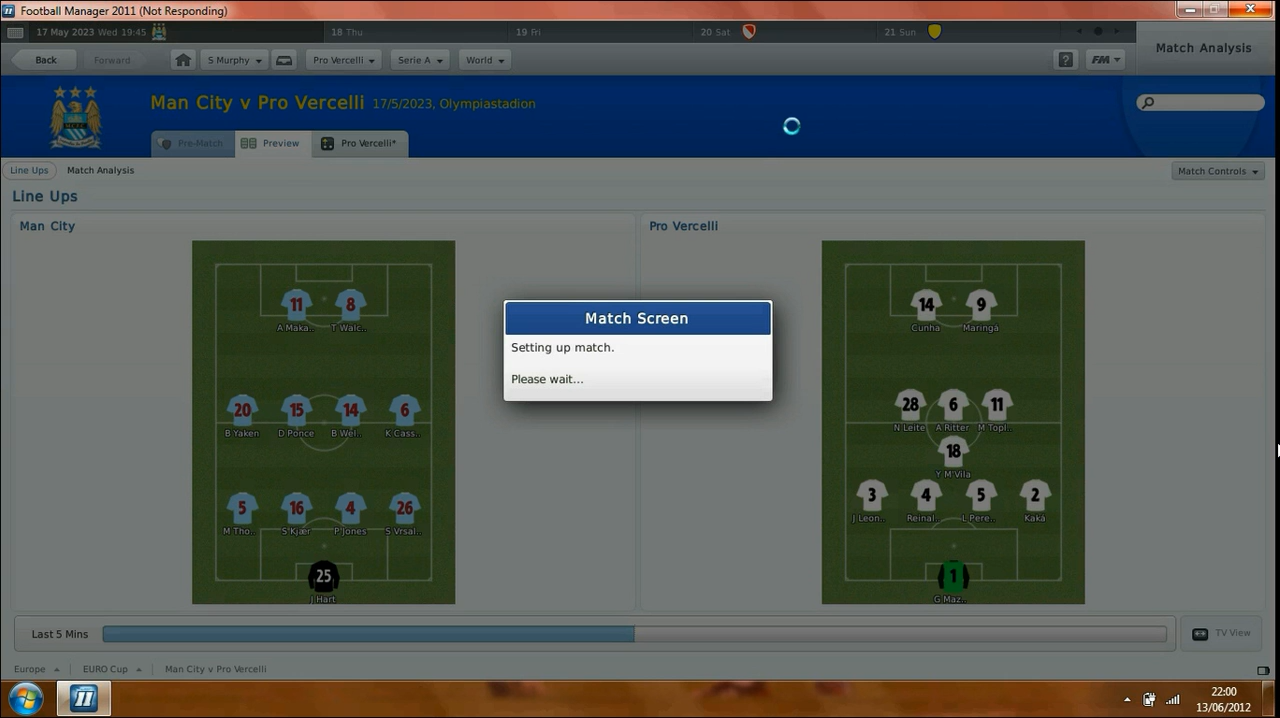 Football Manager 2011 (Not Responding)
17 May 2023 Wed 19:45
18 Thu
19 Fri
20 Sat
21 Sun
Back
Forward
S Murphy
Pro Vercelli
Serie A
World
?
FM
Match Analysis
Man City v Pro Vercelli 17/5/2023, Olympiastadion
Pre-Match
Preview
Pro Vercelli*
Line Ups
Match Analysis
Match Controls
Line Ups
Man City
11
8
A Maka..
T Walc..
20
15
14
6
B Yaken
D Ponce
B Wel..
K Cass..
5
16
4
26
M Tho..
S Kjær
P Jones
S Vrsal..
25
J Hart
Match Screen
Setting up match.
Please wait...
Pro Vercelli
14
9
Cunha
Maringá
28
6
11
N Leite
A Ritter
M Topl..
18
Y M'Vila
3
4
5
2
J Leon..
Reinal..
L Pere..
Kaká
1
G Maz..
Last 5 Mins
TV View
Europe
EURO Cup
Man City v Pro Vercelli
22:00
13/06/2012